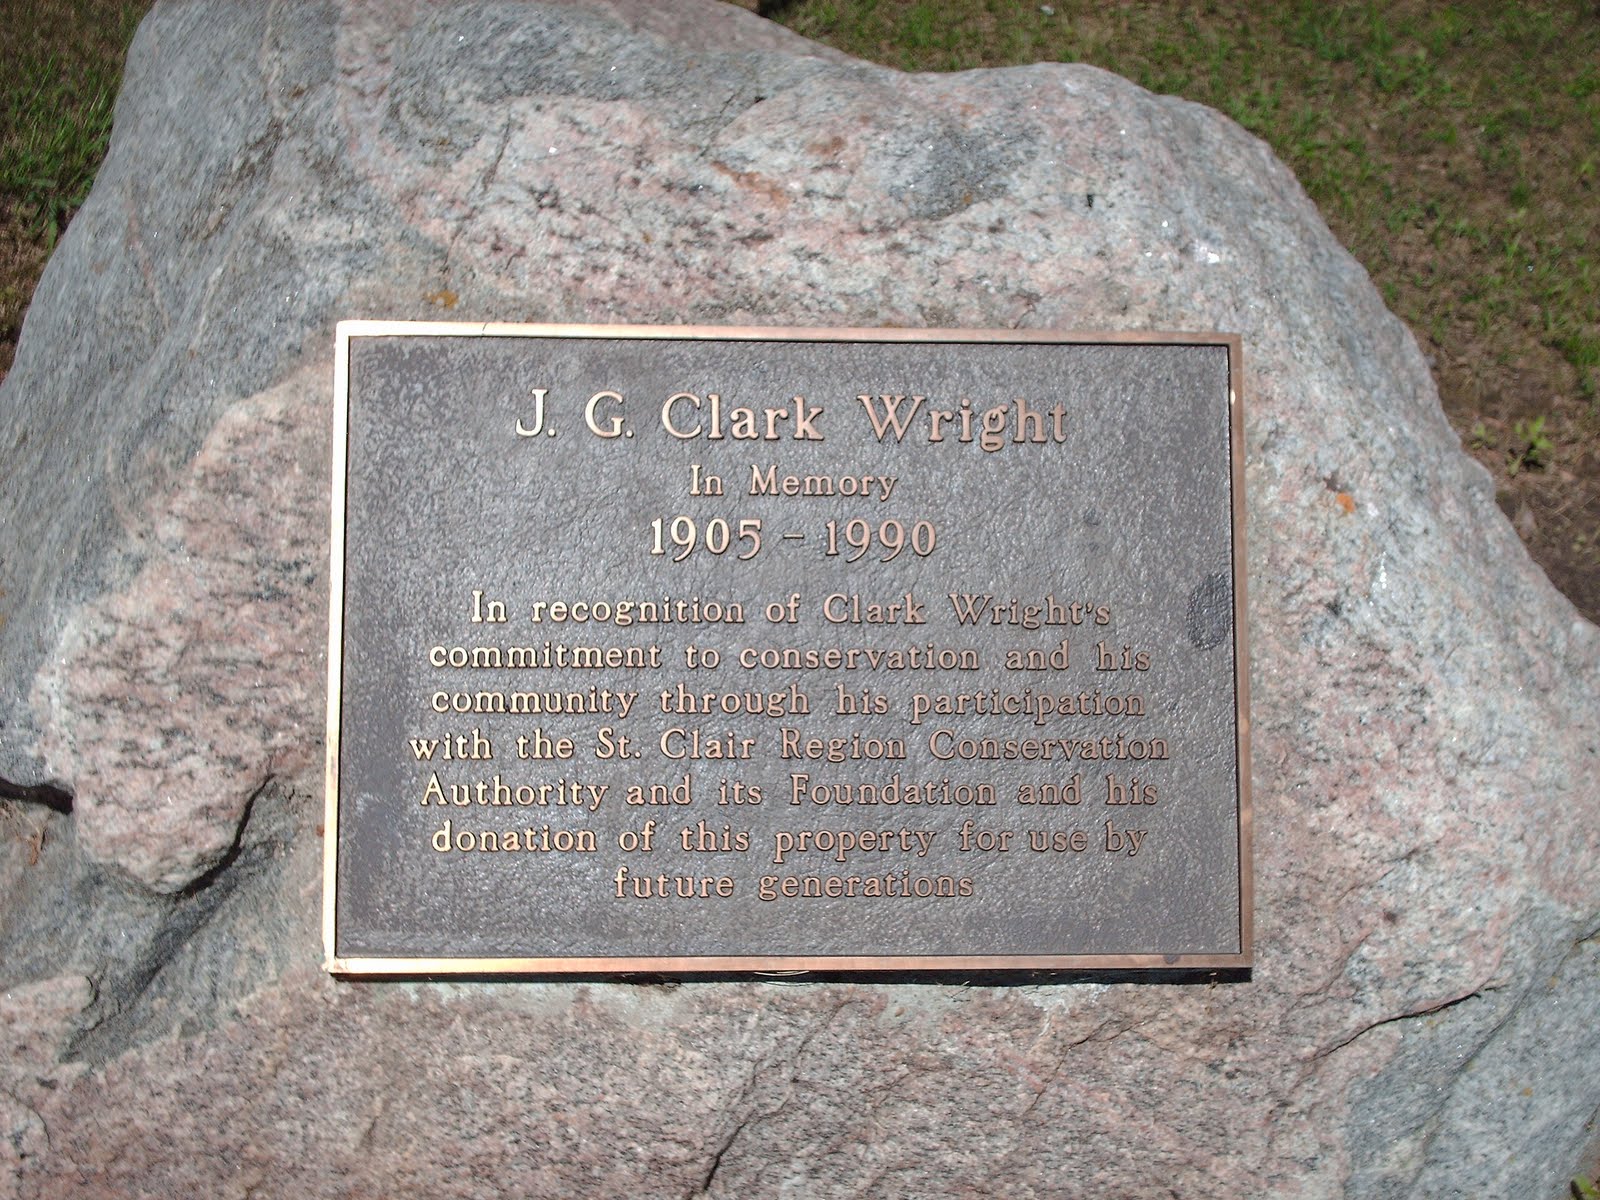 J. G. Clark Wright
In Memory
1905 - 1990
In recognition of Clark Wright's
commitment to conservation and his
community through his participation
with the St. Clair Region Conservation
Authority and its Foundation and his
donation of this property for use by
future generations